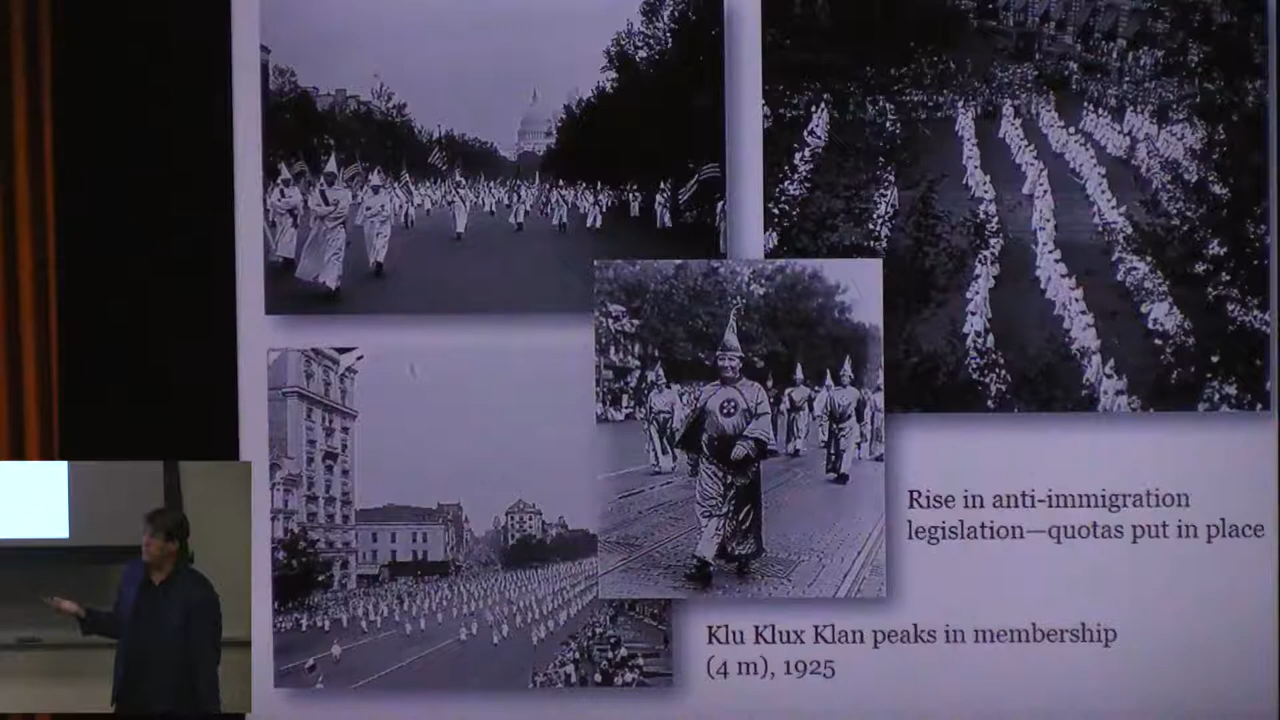 Rise in anti-immigration
legislation—quotas put in place
Klu Klux Klan peaks in membership
(4 m), 1925